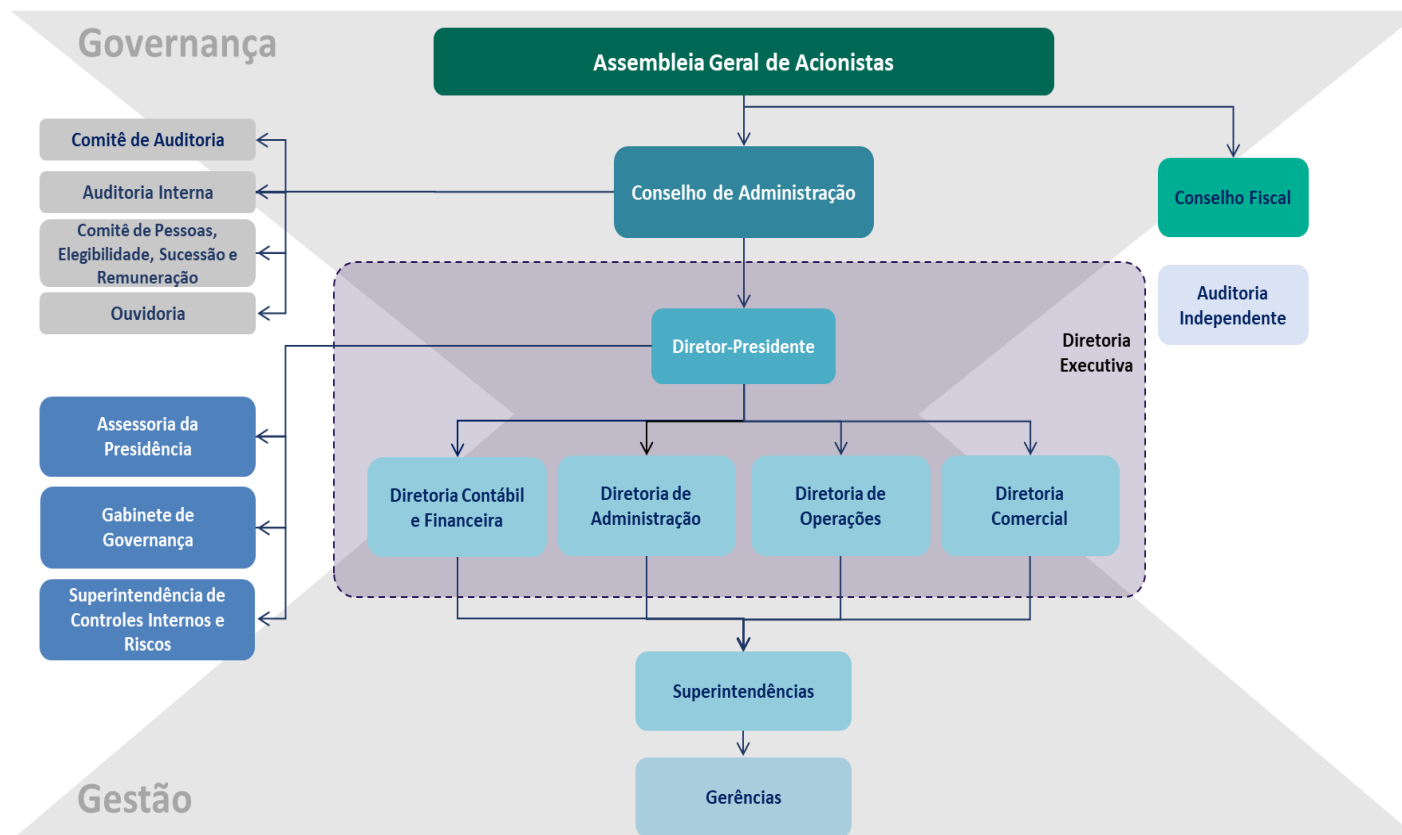 Governança
Assembleia Geral de Acionistas
Comitê de Auditoria
Auditoria Interna
Comitê de Pessoas,
Elegibilidade, Sucessão e
Remuneração
Ouvidoria
Conselho de Administração
Conselho Fiscal
Auditoria
Independente
Diretor-Presidente
Diretoria
Executiva
Assessoria da
Presidência
Gabinete de
Governança
Superintendência de
Controles Internos e
Riscos
Diretoria Contábil
e Financeira
Diretoria de
Administração
Diretoria de
Operações
Diretoria
Comercial
Superintendências
Gerências
Gestão